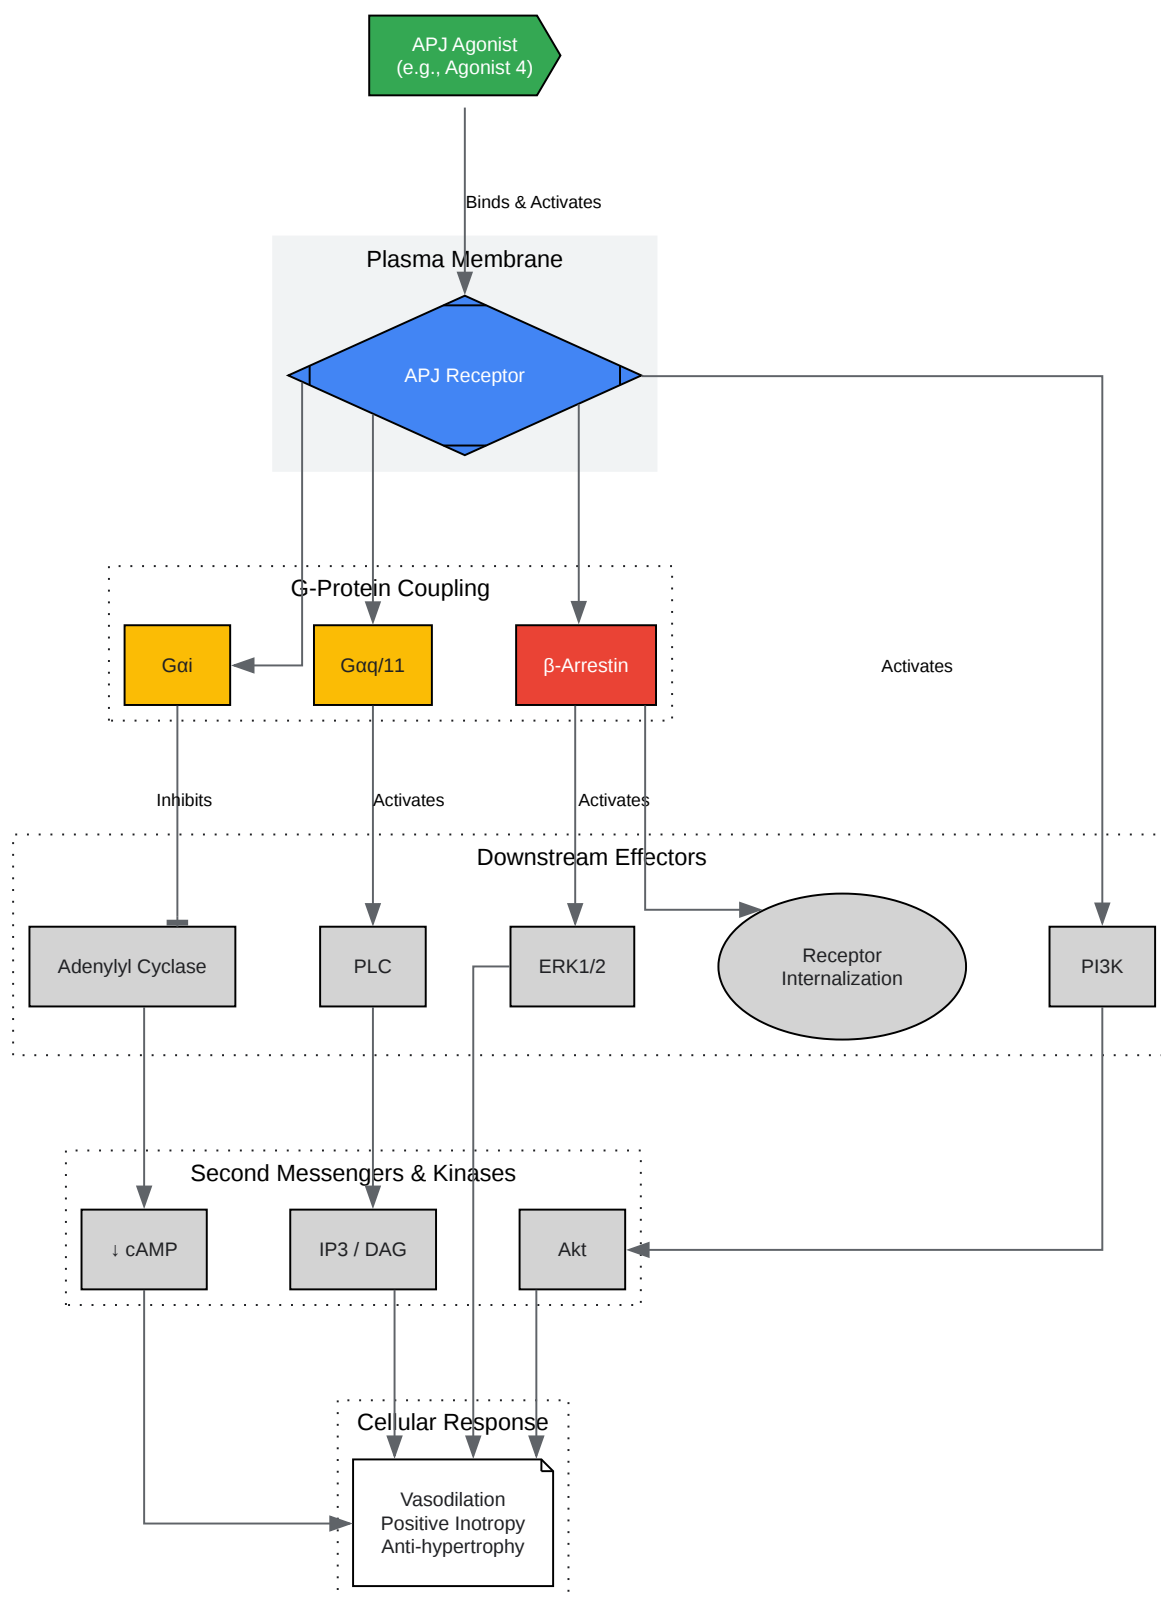 APJ Agonist
(e.g., Agonist 4)
Binds & Activates
Plasma Membrane
APJ Receptor
G-Protein Coupling
Gαi
Gαq/11
β-Arrestin
Activates
Inhibits
Activates
Activates
Downstream Effectors
Adenylyl Cyclase
PLC
ERK1/2
Receptor
Internalization
PI3K
Second Messengers & Kinases
↓ cAMP
IP3 / DAG
Akt
Cellular Response
Vasodilation
Positive Inotropy
Anti-hypertrophy